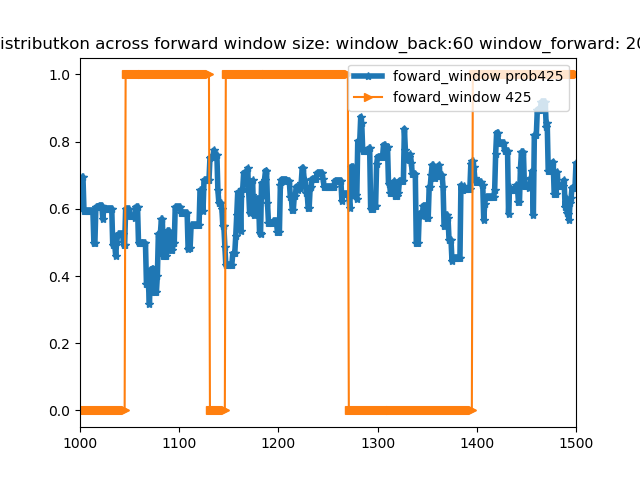 istributkon across forward window size: window_back:60 window_forward: 20
foward_window prob425
foward_window 425
1.0
0.8
0.6
0.4
0.2
0.0
1000 1100 1200 1300 1400 1500